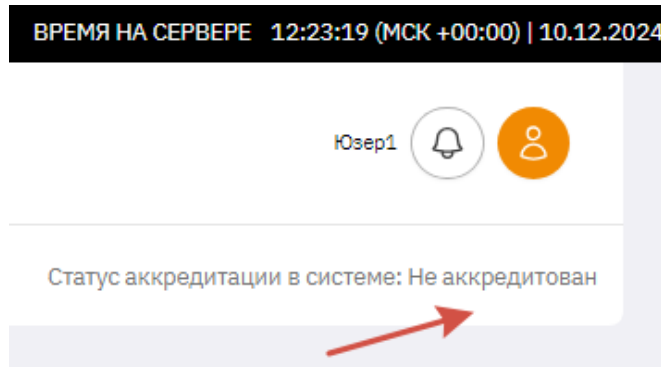 ВРЕМЯ НА СЕРВЕРЕ 12:23:19 (МСК +00:00) | 10.12.2024
Юзер1
Статус аккредитации в системе: Не аккредитован